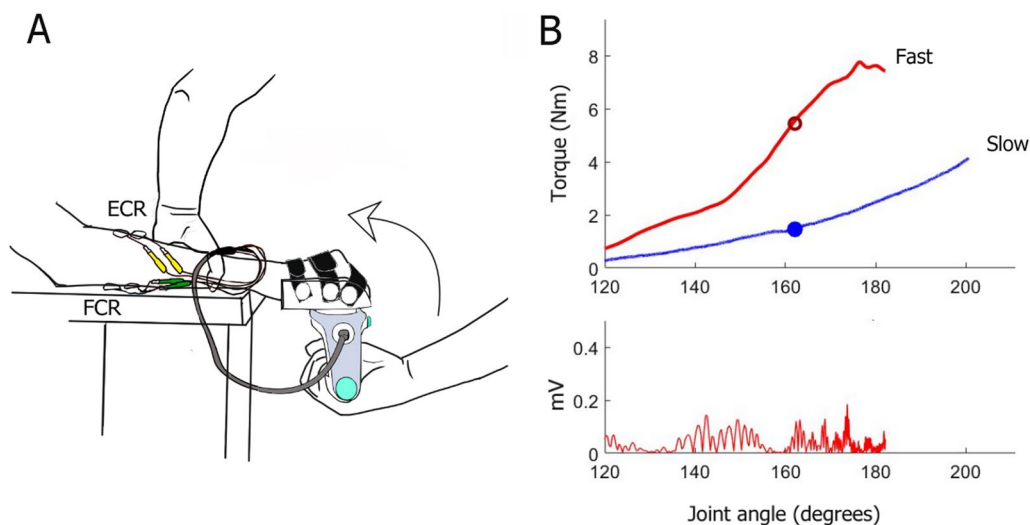 A
ECR
FCR
B
8
6
4
2
0
Torque (Nm)
Fast
Slow
120 140 160 180 200
0.4
0.2
0
mV
120 140 160 180 200
Joint angle (degrees)